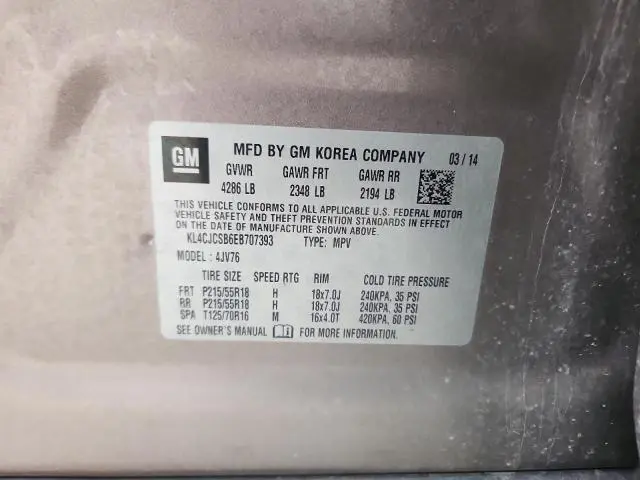 GM MFD BY GM KOREA COMPANY 03/14
GVWR GAWR FRT GAWR RR
4286 LB 2348 LB 2194 LB
THIS VEHICLE CONFORMS TO ALL APPLICABLE U.S. FEDERAL MOTOR
VEHICLE SAFETY AND THEFT PREVENTION STANDARDS IN EFFECT
ON THE DATE OF MANUFACTURE SHOWN ABOVE.
KL4CJCSB6EB707393 TYPE: MPV
MODEL: 4JV76
TIRE SIZE SPEED RTG RIM COLD TIRE PRESSURE
FRT P215/55R18 H 18x7.0J 240KPA, 35 PSI
RR P215/55R18 H 18x7.0J 240KPA, 35 PSI
SPA T125/70R16 M 16x4.0T 420KPA, 60 PSI
SEE OWNER'S MANUAL FOR MORE INFORMATION.